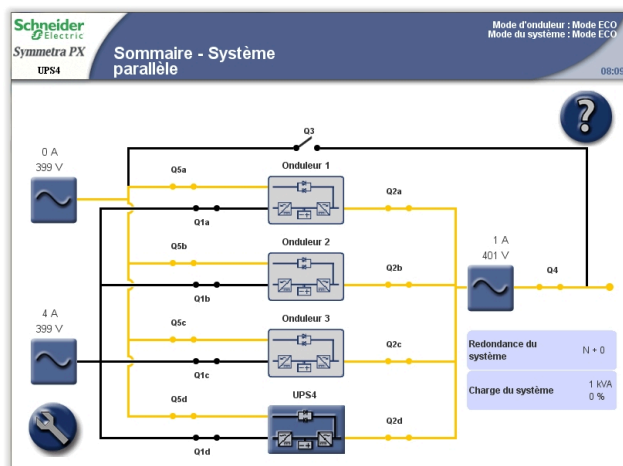 Schneider
Electric
Symmetra PX
UPS4
Sommaire - Système
parallèle
Mode d'onduleur : Mode ECO
Mode du système : Mode ECO
08:09
Q3
?
0 A
399 V
Q5a
Onduleur 1
Q2a
Q1a
Q5b
Onduleur 2
Q2b
Q1b
1 A
401 V
Q4
4 A
399 V
Q5c
Onduleur 3
Q2c
Q1c
Redondance du
système
N + 0
Charge du système
1 kVA
0 %
Q5d
UPS4
Q2d
Q1d